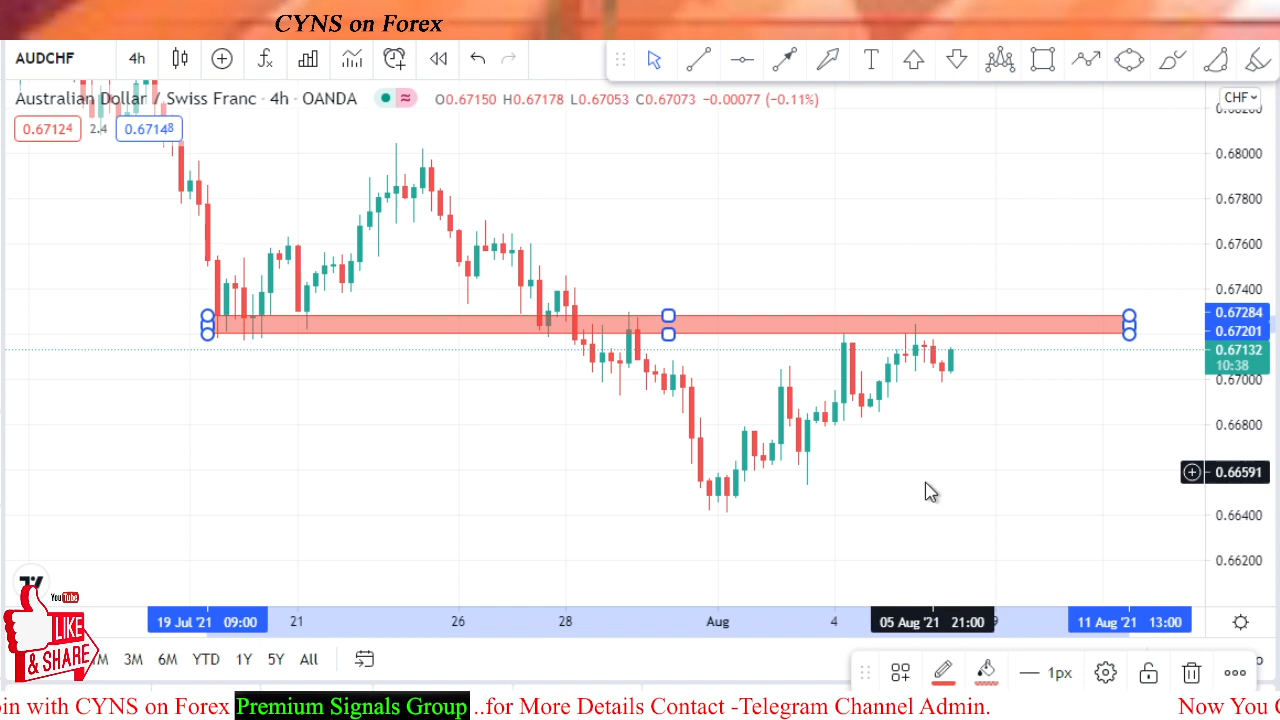 CYNS on Forex
AUDCHF 4h
Australian Dollar / Swiss Franc · 4h · OANDA O0.67150 H0.67178 L0.67053 C0.67073 −0.00077 (−0.11%)
CHF
0.67124 2.4 0.67148
0.68000
0.67800
0.67600
0.67400
0.67284
0.67201
0.67132
10:38
0.67000
0.66800
0.66591
0.66400
0.66200
YouTube
LIKE
& SHARE
19 Jul '21 09:00 21 26 28 Aug 4 05 Aug '21 21:00 9 11 Aug '21 13:00
3M 6M YTD 1Y 5Y All
1px
in with CYNS on Forex Premium Signals Group ..for More Details Contact -Telegram Channel Admin. Now You